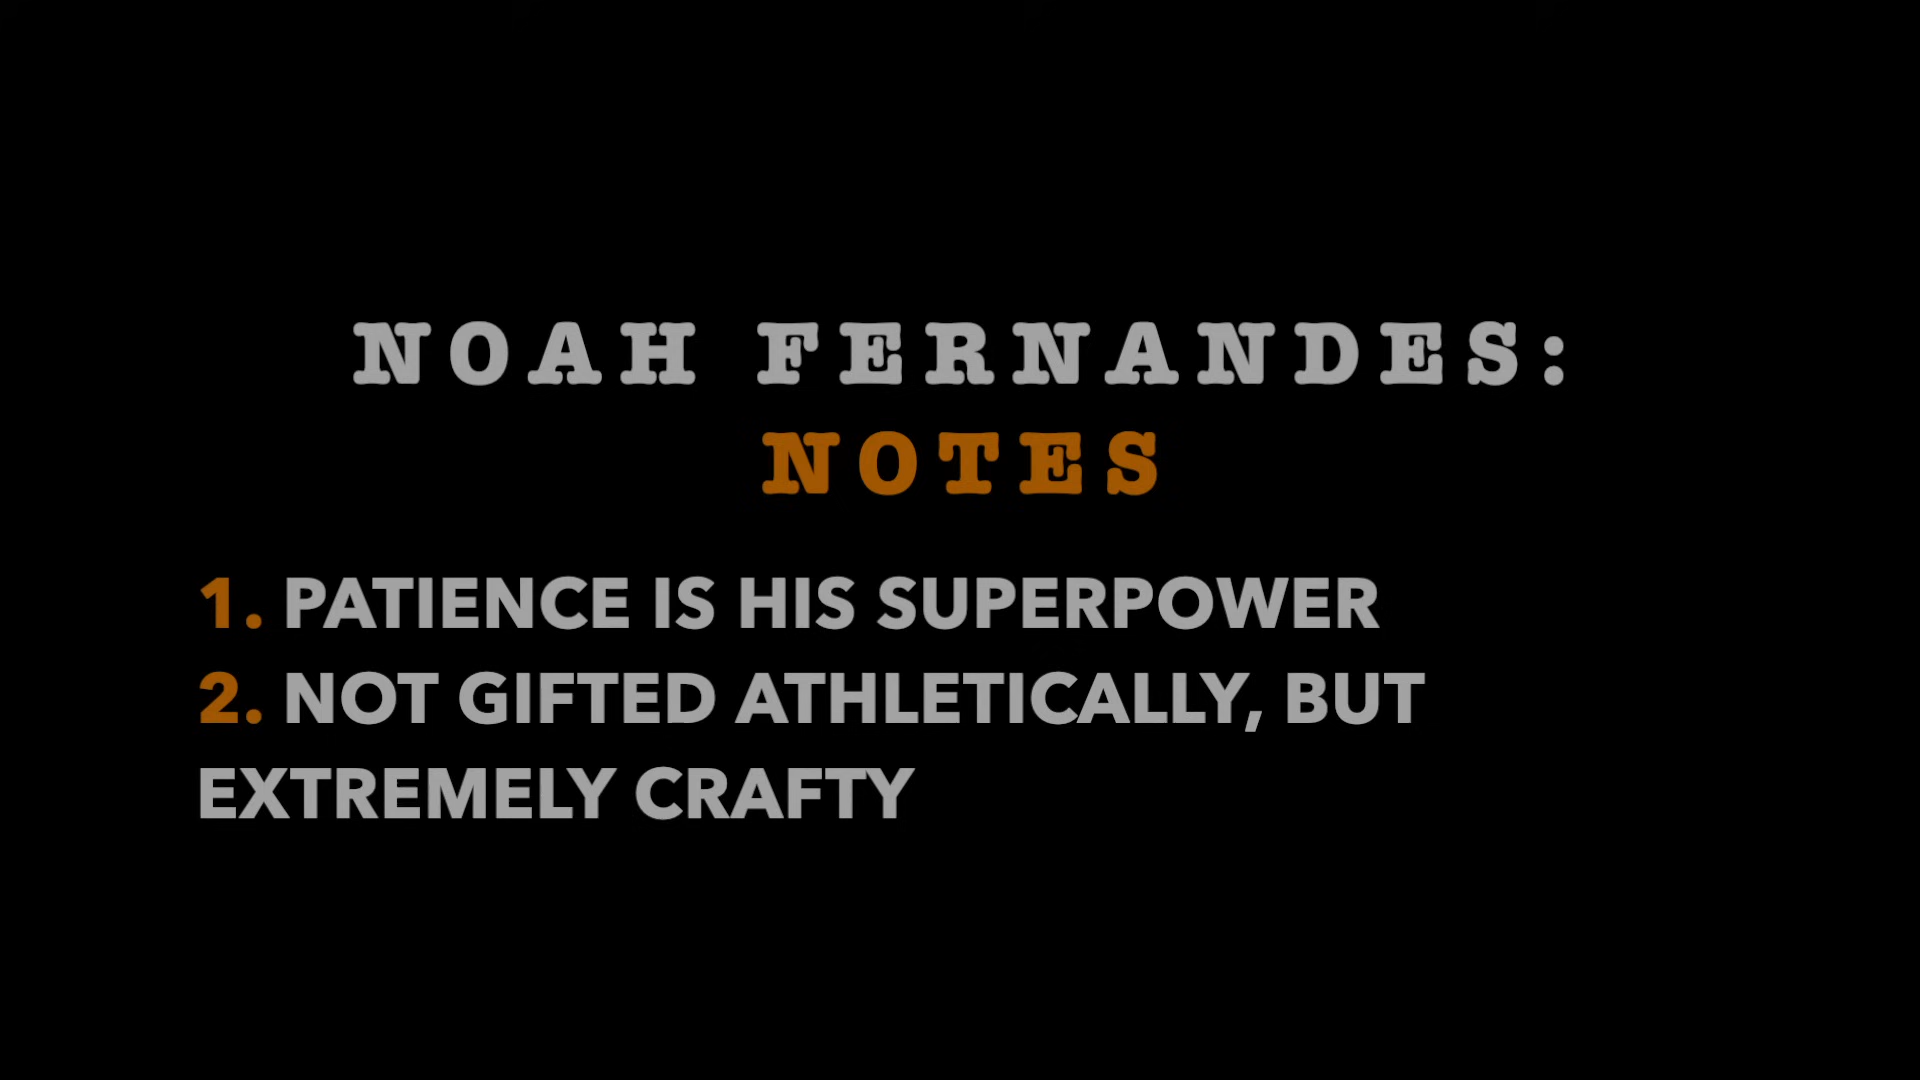 NOAH FERNANDES:
NOTES
1. PATIENCE IS HIS SUPERPOWER
2. NOT GIFTED ATHLETICALLY, BUT
EXTREMELY CRAFTY